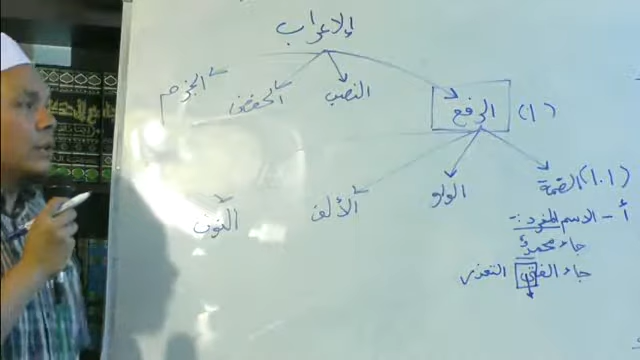 الإعراب
(١) الرفع النصب الخفض الجزم
(١.١) الضمة الواو الألف النون
أ - الاسم المفرد :-
جاء محمدٌ
جاء الفتى التعذر